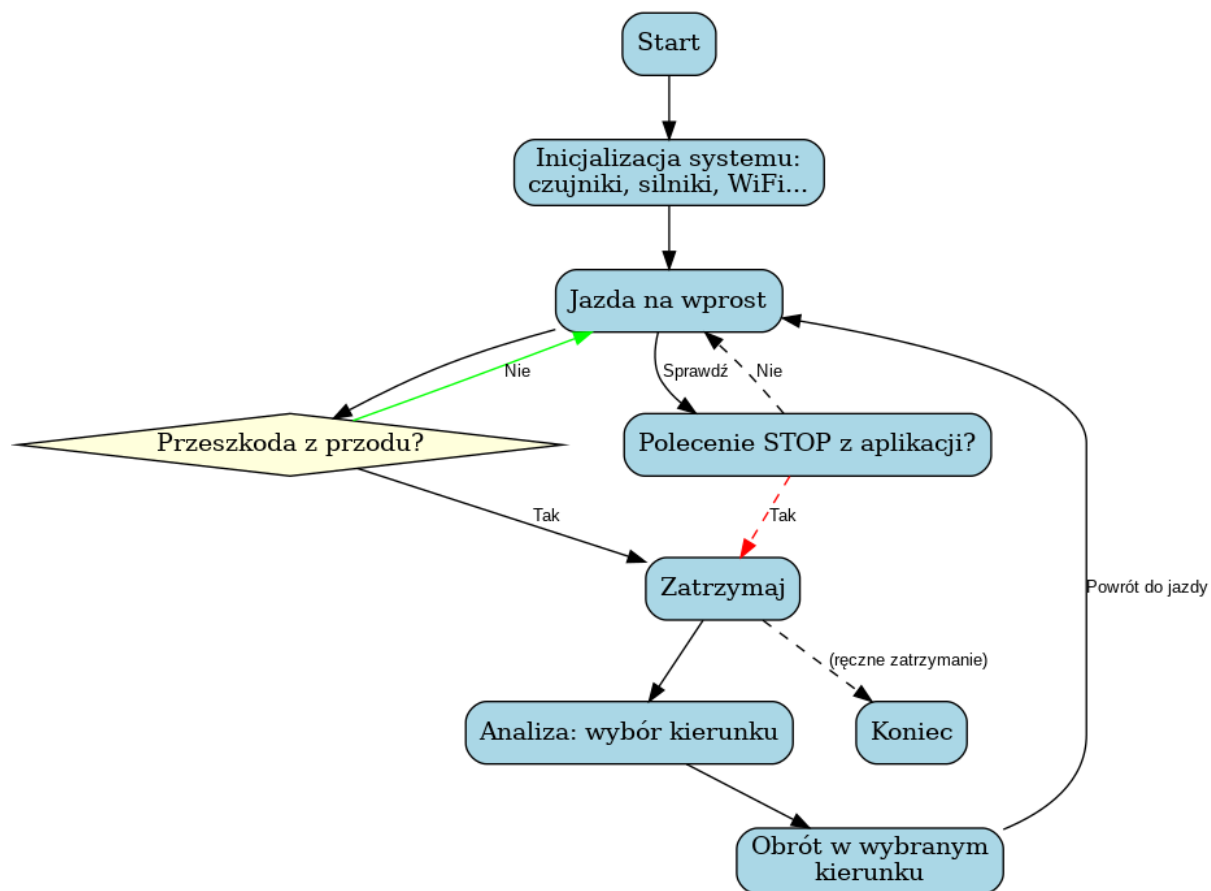 Start
Inicjalizacja systemu:
czujniki, silniki, WiFi...
Jazda na wprost
Nie
Sprawdź
Nie
Przeszkoda z przodu?
Polecenie STOP z aplikacji?
Tak
Tak
Zatrzymaj
Powrót do jazdy
(ręczne zatrzymanie)
Analiza: wybór kierunku
Koniec
Obrót w wybranym
kierunku